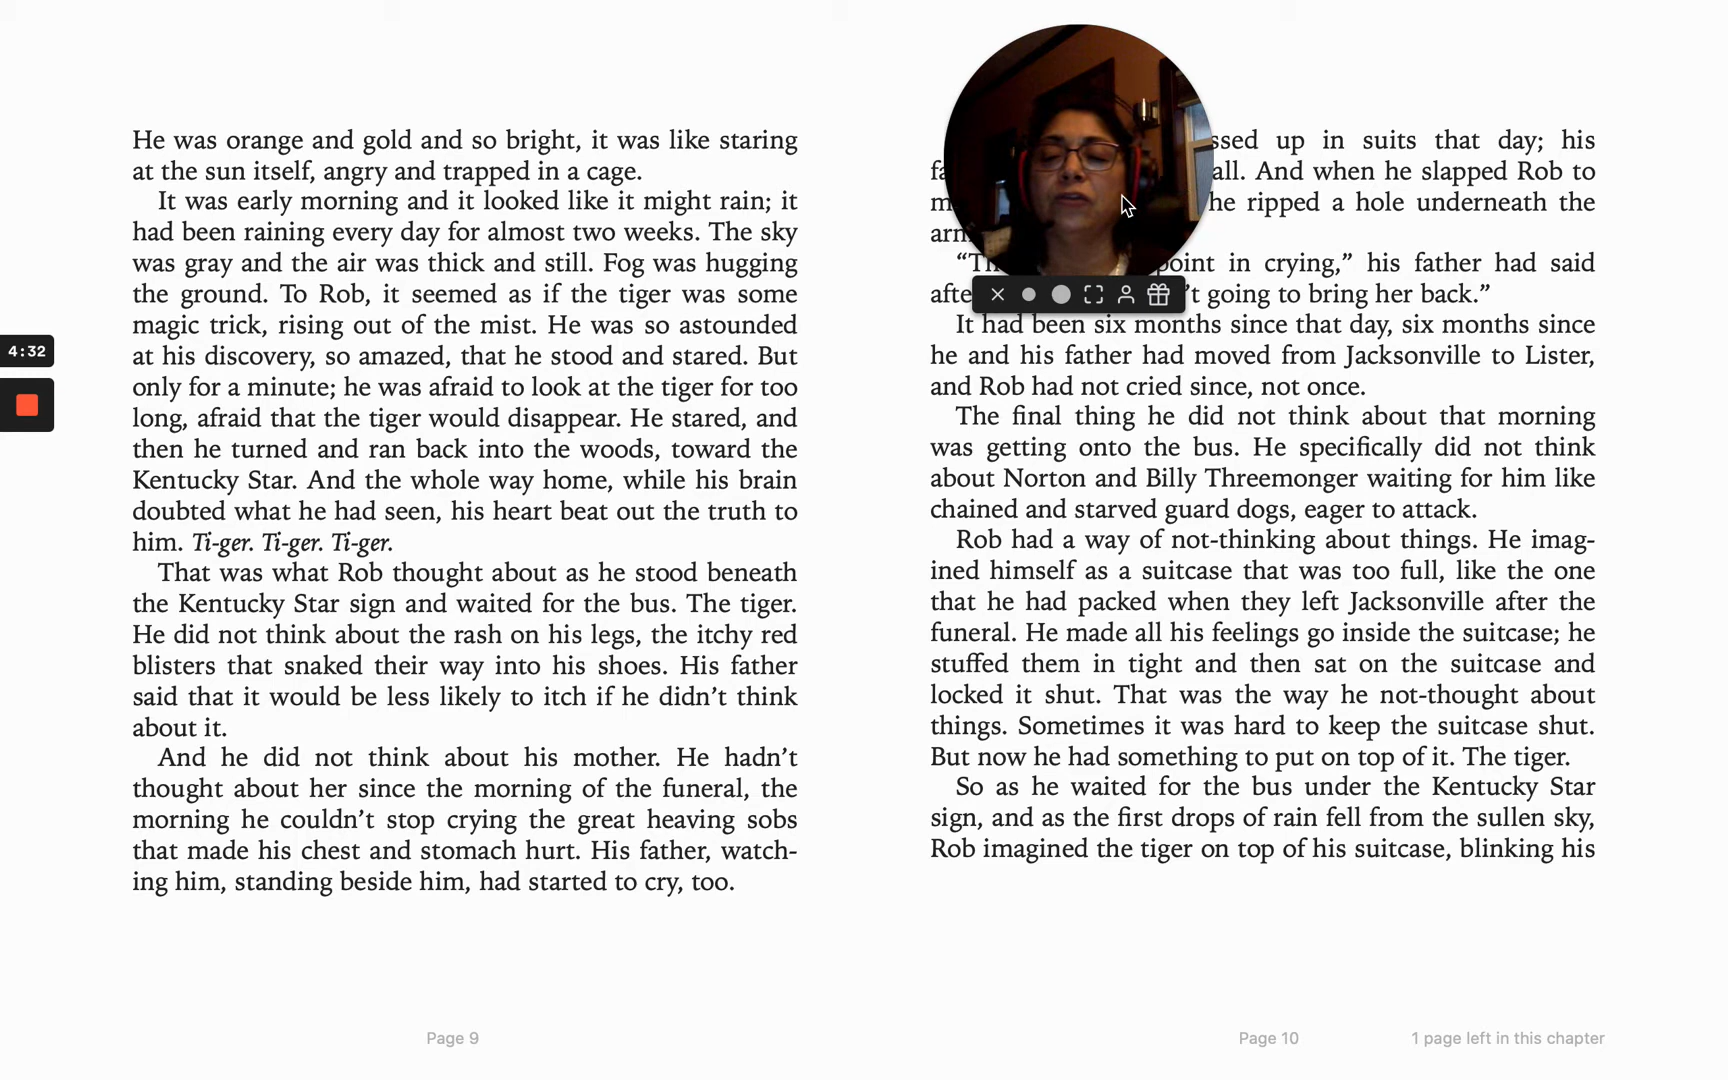 He was orange and gold and so bright, it was like staring
at the sun itself, angry and trapped in a cage.
It was early morning and it looked like it might rain; it
had been raining every day for almost two weeks. The sky
was gray and the air was thick and still. Fog was hugging
the ground. To Rob, it seemed as if the tiger was some
magic trick, rising out of the mist. He was so astounded
at his discovery, so amazed, that he stood and stared. But
only for a minute; he was afraid to look at the tiger for too
long, afraid that the tiger would disappear. He stared, and
then he turned and ran back into the woods, toward the
Kentucky Star. And the whole way home, while his brain
doubted what he had seen, his heart beat out the truth to
him. Ti-ger. Ti-ger. Ti-ger.
That was what Rob thought about as he stood beneath
the Kentucky Star sign and waited for the bus. The tiger.
He did not think about the rash on his legs, the itchy red
blisters that snaked their way into his shoes. His father
said that it would be less likely to itch if he didn’t think
about it.
And he did not think about his mother. He hadn’t
thought about her since the morning of the funeral, the
morning he couldn’t stop crying the great heaving sobs
that made his chest and stomach hurt. His father, watch-
ing him, standing beside him, had started to cry, too.
Page 9
up in suits that day; his
And when he slapped Rob to
he ripped a hole underneath the
point in crying,” his father had said
going to bring her back.”
It had been six months since that day, six months since
he and his father had moved from Jacksonville to Lister,
and Rob had not cried since, not once.
The final thing he did not think about that morning
was getting onto the bus. He specifically did not think
about Norton and Billy Threemonger waiting for him like
chained and starved guard dogs, eager to attack.
Rob had a way of not-thinking about things. He imag-
ined himself as a suitcase that was too full, like the one
that he had packed when they left Jacksonville after the
funeral. He made all his feelings go inside the suitcase; he
stuffed them in tight and then sat on the suitcase and
locked it shut. That was the way he not-thought about
things. Sometimes it was hard to keep the suitcase shut.
But now he had something to put on top of it. The tiger.
So as he waited for the bus under the Kentucky Star
sign, and as the first drops of rain fell from the sullen sky,
Rob imagined the tiger on top of his suitcase, blinking his
Page 10
1 page left in this chapter
4:32